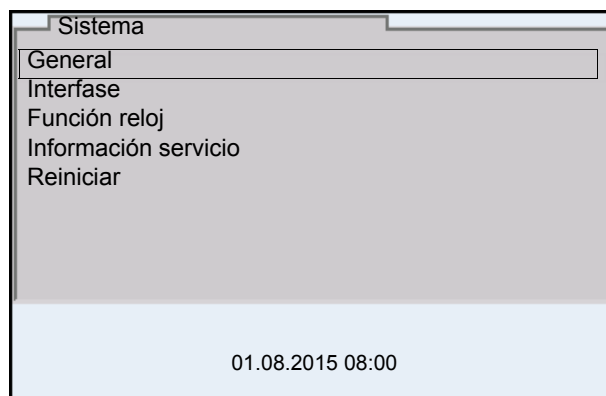 Sistema
General
Interfase
Función reloj
Información servicio
Reiniciar
01.08.2015 08:00